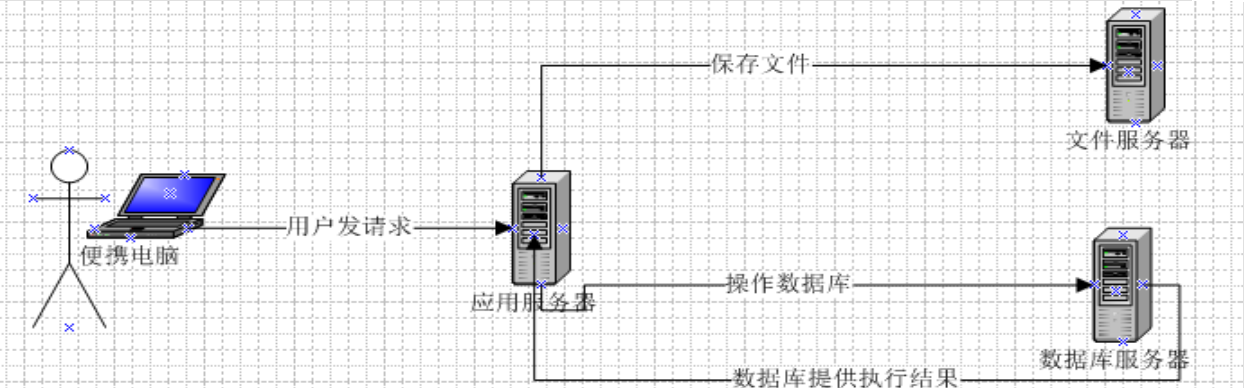 保存文件
文件服务器
用户发请求
便携电脑
操作数据库
应用服务器
数据库服务器
数据库提供执行结果